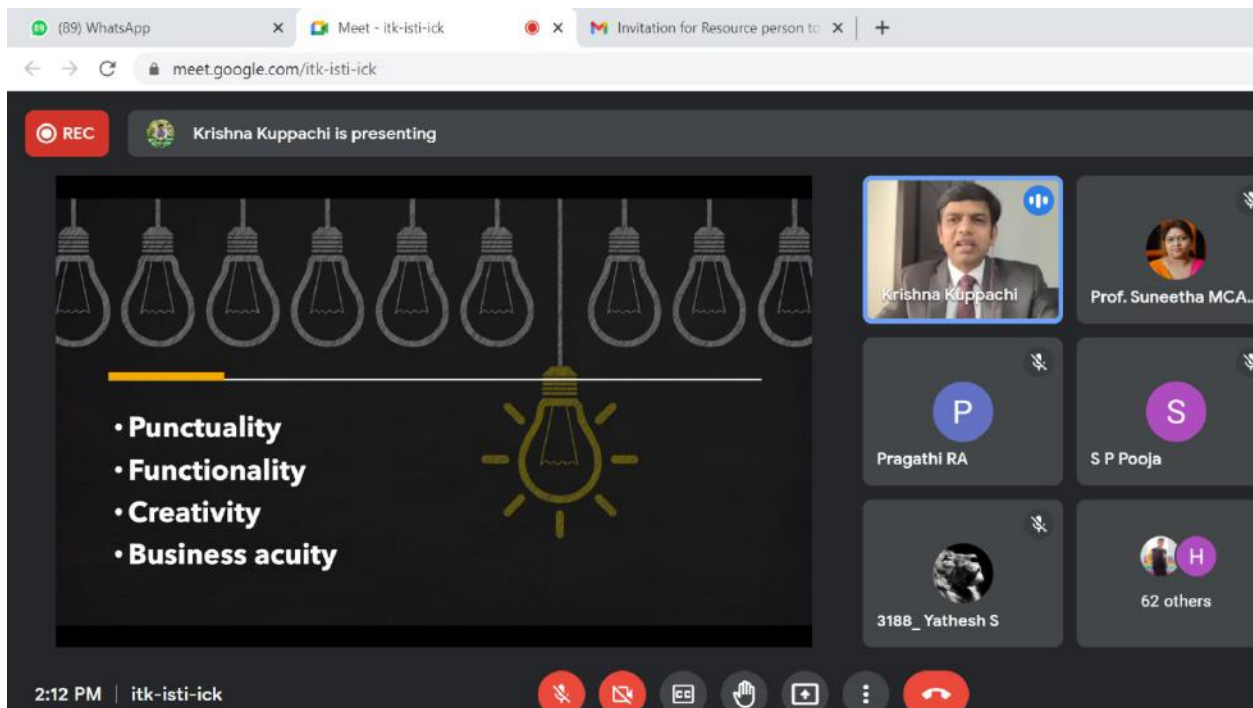 (89) WhatsApp
Meet - itk-isti-ick
Invitation for Resource person to
meet.google.com/itk-isti-ick
REC
Krishna Kuppachi is presenting
• Punctuality
• Functionality
• Creativity
• Business acuity
Krishna Kuppachi
Prof. Suneetha MCA...
P
Pragathi RA
S
S P Pooja
3188_ Yathesh S
H
62 others
2:12 PM | itk-isti-ick
CC